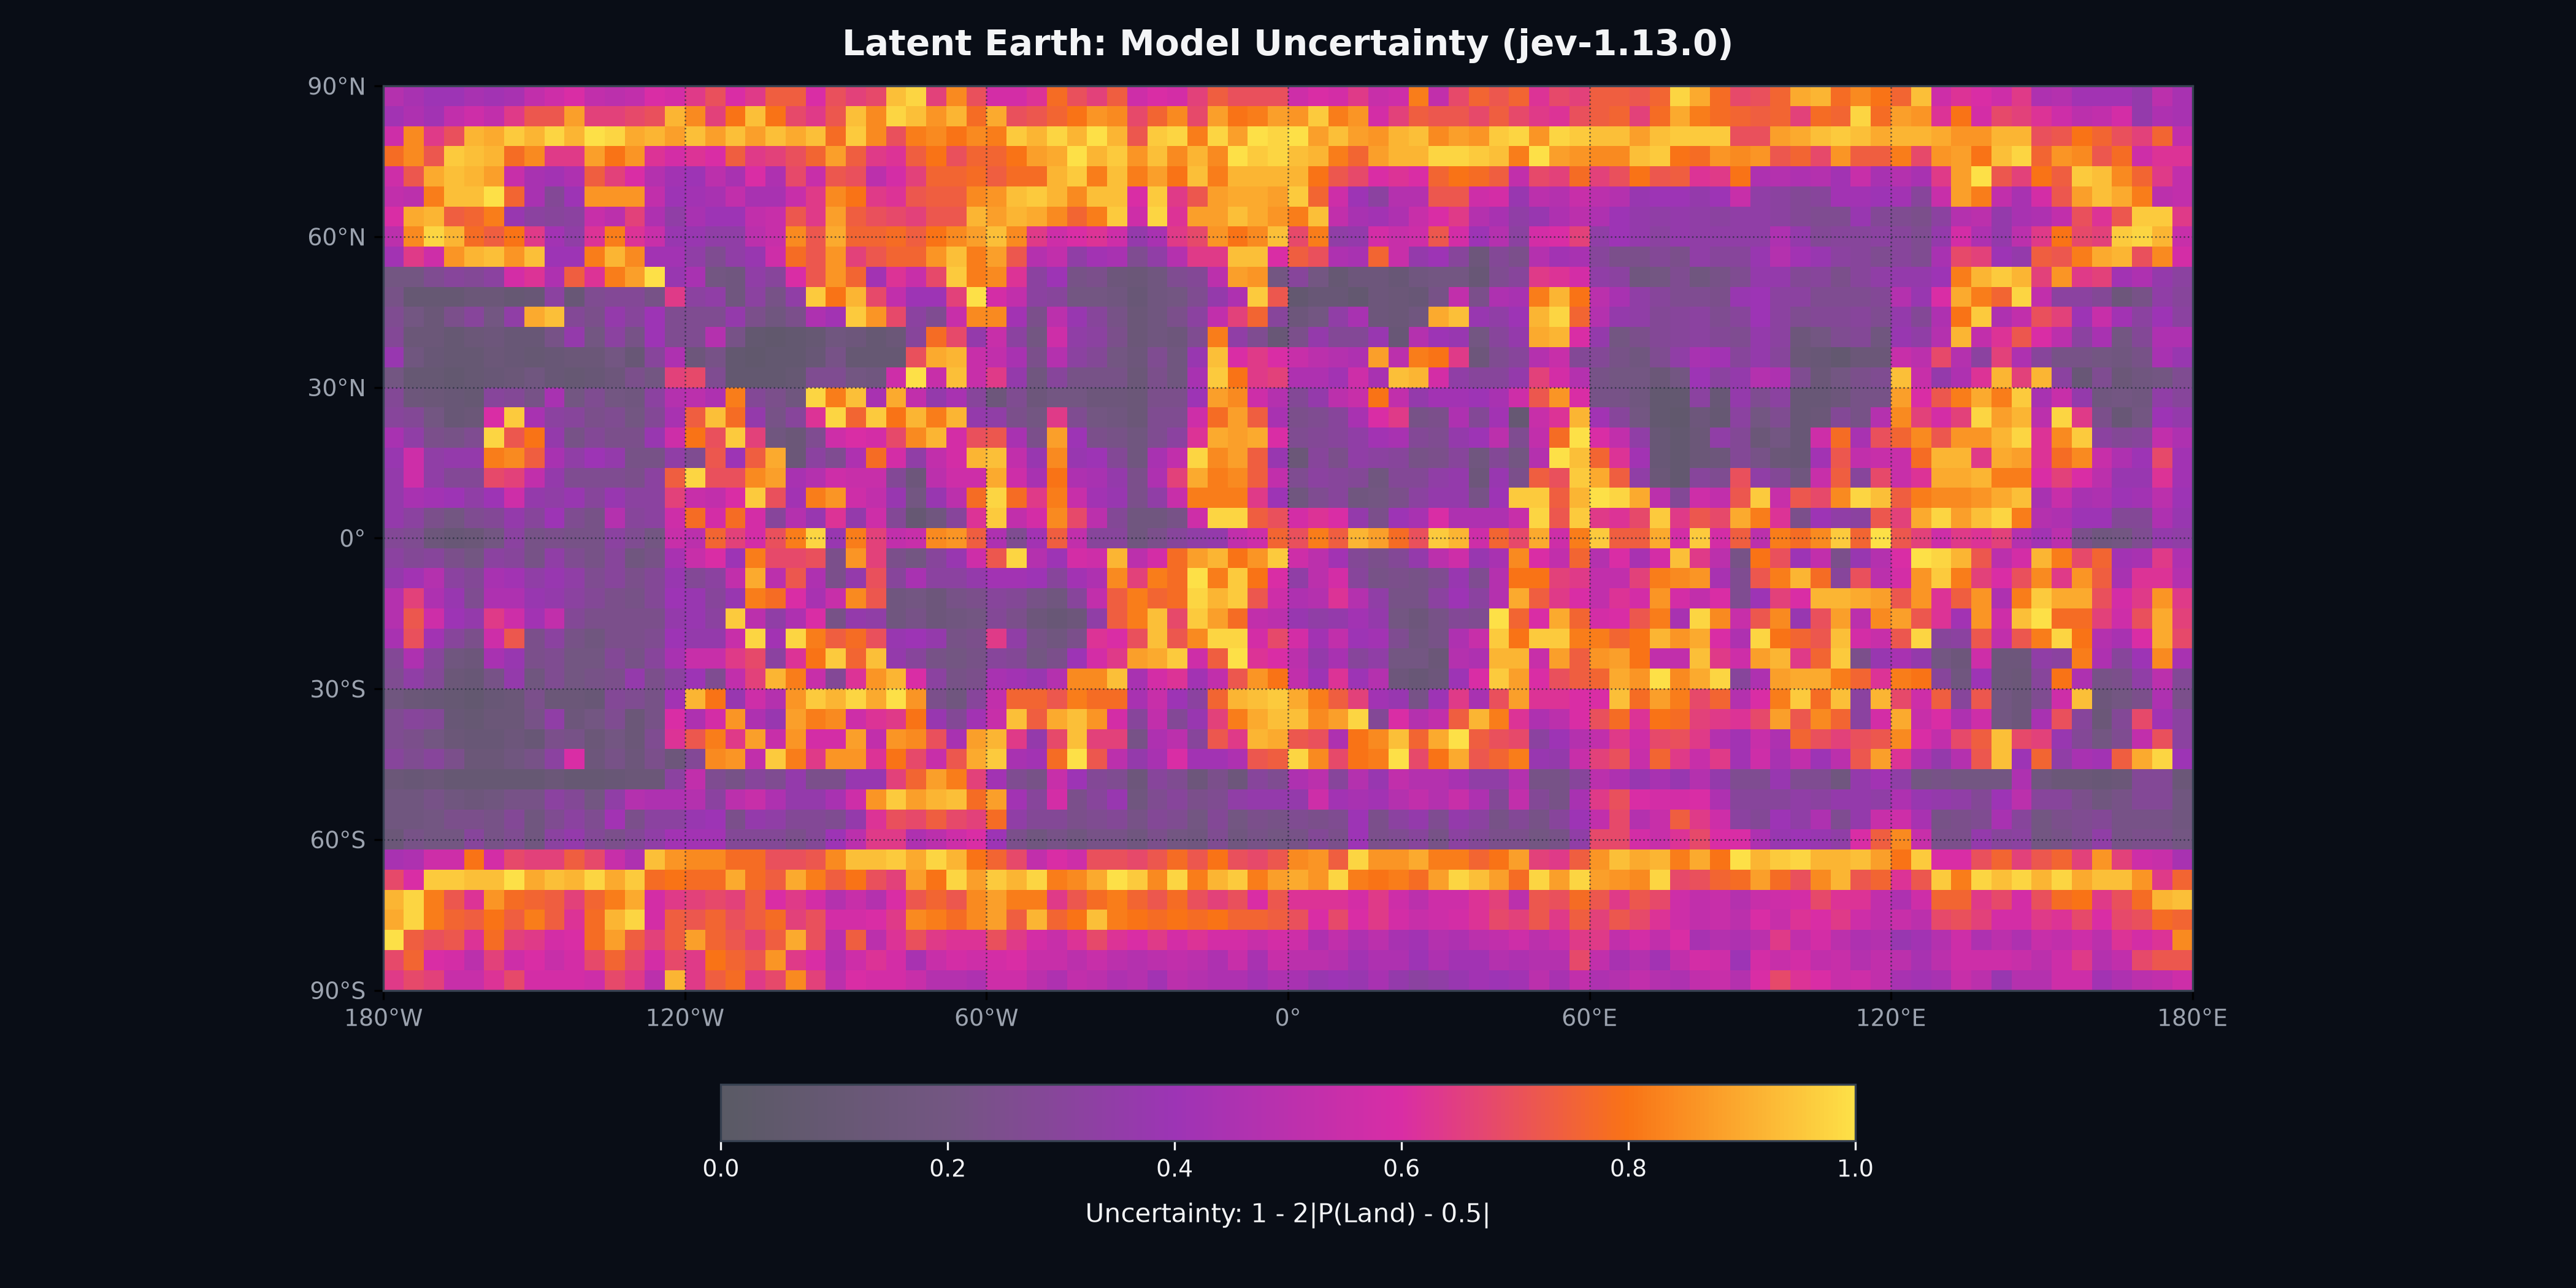 Latent Earth: Model Uncertainty (jev-1.13.0)
90°N
60°N
30°N
0°
30°S
60°S
90°S
180°W 120°W 60°W 0° 60°E 120°E 180°E
0.0 0.2 0.4 0.6 0.8 1.0
Uncertainty: 1 - 2|P(Land) - 0.5|